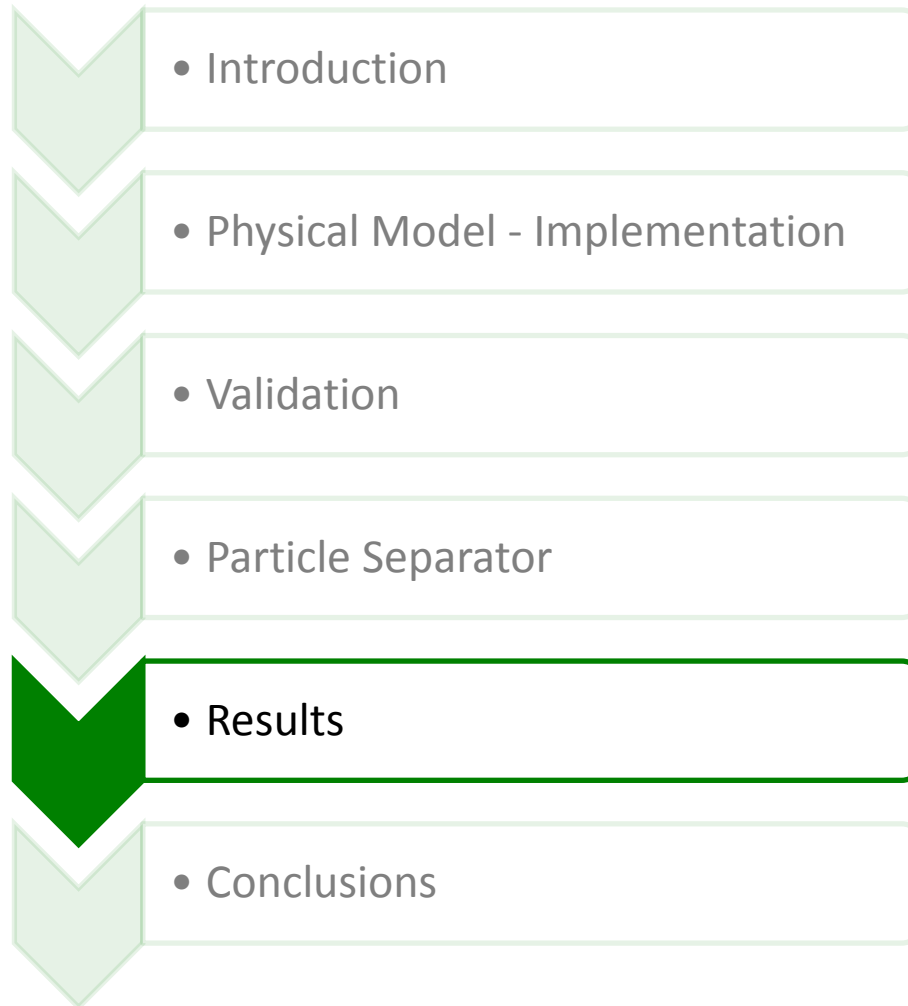 • Introduction
• Physical Model - Implementation
• Validation
• Particle Separator
• Results
• Conclusions